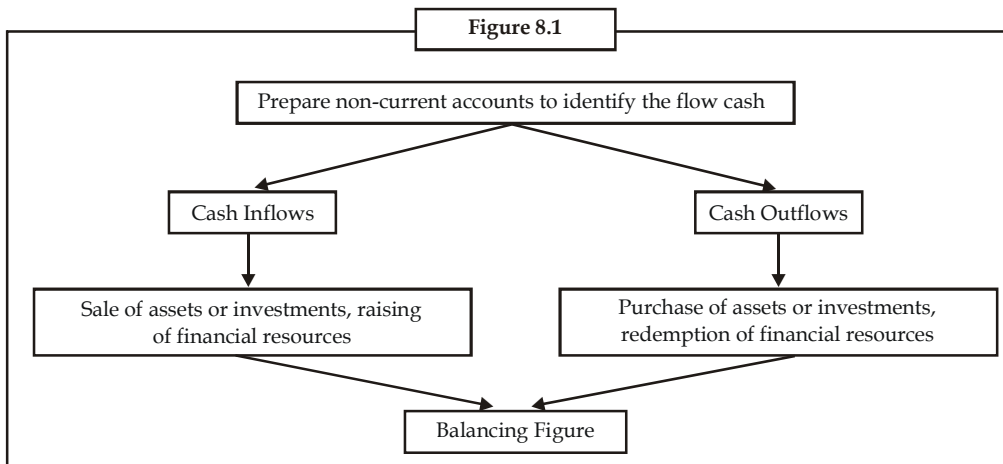 Figure 8.1
Prepare non-current accounts to identify the flow cash
Cash Inflows
Cash Outflows
Sale of assets or investments, raising
of financial resources
Purchase of assets or investments,
redemption of financial resources
Balancing Figure